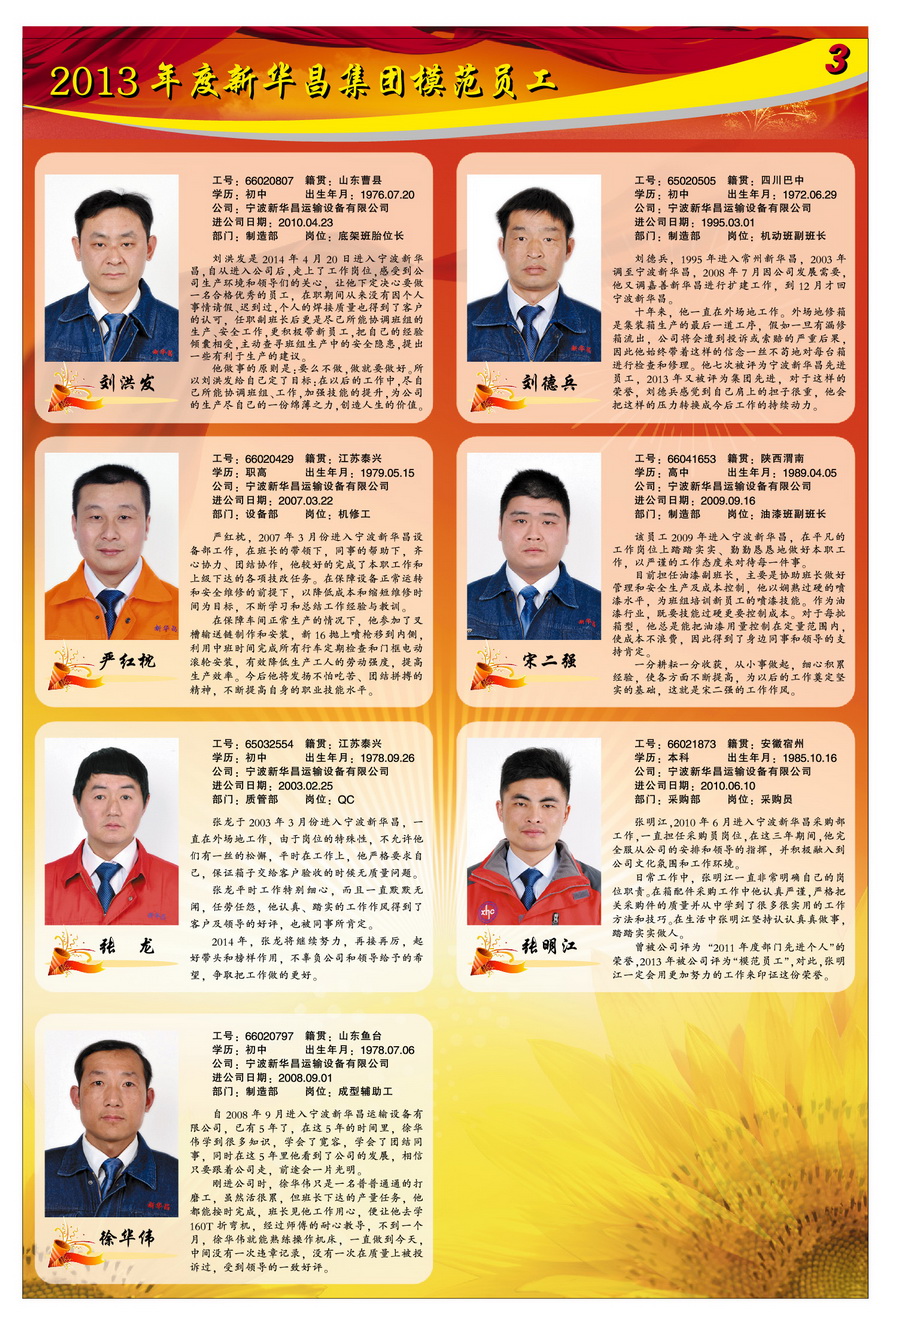 3
2013 年度新华昌集团模范员工
工号：66020807 籍贯：山东曹县
学历：初中 出生年月：1976.07.20
公司：宁波新华昌运输设备有限公司
进公司日期：2010.04.23
部门：制造部 岗位：底架班胎位长
刘洪发是 2014 年 4 月 20 日进入宁波新华
昌,自从进入公司后,走上了工作岗位,感受到公
司生产环境和领导们的关心，让他下定决心要做
一名合格优秀的员工，在职期间从来没有因个人
事情请假、迟到过,个人的焊接质量也得到了客户
的认可，任职副班长后更是尽己所能协调班组的
生产、安全工作,更积极带新员工,把自己的经验
倾囊相受,主动查寻班组生产中的安全隐患,提出
一些有利于生产的建议。
他做事的原则是:要么不做,做就要做好。所
以刘洪发给自己定了目标:在以后的工作中,尽自
己所能协调班组、工作,加强技能的提升,为公司
的生产尽自己的一份绵薄之力,创造人生的价值。
新华昌
刘洪发
工号：65020505 籍贯：四川巴中
学历：初中 出生年月：1972.06.29
公司：宁波新华昌运输设备有限公司
进公司日期：1995.03.01
部门：制造部 岗位：机动班副班长
刘德兵，1995 年进入常州新华昌，2003 年
调至宁波新华昌，2008 年 7 月因公司发展需要，
他又调嘉善新华昌进行扩建工作，到 12 月才回
宁波新华昌。
十年来，他一直在外场地工作。外场地修箱
是集装箱生产的最后一道工序，假如一旦有漏修
箱流出，公司将会遭到投诉或索赔的严重后果，
因此他始终带着这样的信念一丝不苟地对每台箱
进行检查和修理。他七次被评为宁波新华昌先进
员工，2013 年又被评为集团先进，对于这样的
荣誉，刘德兵感觉到自己肩上的担子很重，他会
把这样的压力转换成今后工作的持续动力。
新华昌
刘德兵
工号：66020429 籍贯：江苏泰兴
学历：职高 出生年月：1979.05.15
公司：宁波新华昌运输设备有限公司
进公司日期：2007.03.22
部门：设备部 岗位：机修工
严红枕，2007 年 3 月份进入宁波新华昌设
备部工作，在班长的带领下，同事的帮助下，齐
心协力、团结协作，他较好的完成了本职工作和
上级下达的各项技改任务。在保障设备正常运转
和安全维修的前提下，以降低成本和缩短维修时
间为目标，不断学习和总结工作经验与教训。
在保障车间正常生产的情况下，他参加了叉
槽输送链制作和安装，新 16 抛上喷枪移到内侧，
利用中班时间完成所有行车定期检查和门框电动
滚轮安装，有效降低生产工人的劳动强度，提高
生产效率。今后他将发扬不怕吃苦、团结拼搏的
精神，不断提高自身的职业技能水平。
新华昌
严红枕
工号：66041653 籍贯：陕西渭南
学历：高中 出生年月：1989.04.05
公司：宁波新华昌运输设备有限公司
进公司日期：2009.09.16
部门：制造部 岗位：油漆班副班长
该员工 2009 年进入宁波新华昌，在平凡的
工作岗位上踏踏实实、勤勤恳恳地做好本职工
作，以严谨的工作态度来对待每一件事。
目前担任油漆副班长，主要是协助班长做好
管理和安全生产及成本控制，他以娴熟过硬的喷
漆水平，为班组培训新员工的喷漆技能。作为油
漆行业，既要技能过硬更要控制成本。对于每批
箱型，他总是能把油漆用量控制在定量范围内，
使成本不浪费，因此得到了身边同事和领导的支
持肯定。
一分耕耘一分收获，从小事做起，细心积累
经验，使各方面不断提高，为以后的工作奠定坚
实的基础，这就是宋二强的工作作风。
新华昌
宋二强
工号：65032554 籍贯：江苏泰兴
学历：初中 出生年月：1978.09.26
公司：宁波新华昌运输设备有限公司
进公司日期：2003.02.25
部门：质管部 岗位：QC
张龙于 2003 年 3 月份进入宁波新华昌，一
直在外场地工作，由于岗位的特殊性，不允许他
们有一丝的松懈，平时在工作上，他严格要求自
己，保证箱子交给客户验收的时候无质量问题。
张龙平时工作特别细心，而且一直默默无
闻，任劳任怨，他认真、踏实的工作作风得到了
客户及领导的好评，也被同事所肯定。
2014 年，张龙将继续努力，再接再厉，起
好带头和榜样作用，不辜负公司和领导给予的希
望，争取把工作做的更好。
张 龙
工号：66021873 籍贯：安徽宿州
学历：本科 出生年月：1985.10.16
公司：宁波新华昌运输设备有限公司
进公司日期：2010.06.10
部门：采购部 岗位：采购员
张明江,2010 年 6 月进入宁波新华昌采购部
工作,一直担任采购员岗位,在这三年期间,他完
全服从公司的安排和领导的指挥，并积极融入到
公司文化氛围和工作环境。
日常工作中，张明江一直非常明确自己的岗
位职责。在箱配件采购工作中他认真严谨,严格把
关采购件的质量并从中学到了很多很实用的工作
方法和技巧。在生活中张明江坚持认认真真做事，
踏踏实实做人。
曾被公司评为“2011 年度部门先进个人”的
荣誉,2013 年被公司评为“模范员工”,对此,张明
江一定会用更加努力的工作来印证这份荣誉。
xhc
张明江
工号：66020797 籍贯：山东鱼台
学历：初中 出生年月：1978.07.06
公司：宁波新华昌运输设备有限公司
进公司日期：2008.09.01
部门：制造部 岗位：成型辅助工
自 2008 年 9 月进入宁波新华昌运输设备有
限公司，已有 5 年了，在这 5 年的时间里，徐华
伟学到很多知识，学会了宽容，学会了团结同
事，同时在这 5 年里他看到了公司的发展，相信
只要跟着公司走，前途会一片光明。
刚进公司时，徐华伟只是一名普普通通的打
磨工，虽然活很累，但班长下达的产量任务，他
都能按时完成，班长见他工作用心，便让他去学
160T 折弯机，经过师傅的耐心教导，不到一个
月，徐华伟就能熟练操作机床，一直做到今天，
中间没有一次违章记录，没有一次在质量上被投
诉过，受到领导的一致好评。
新华昌
徐华伟